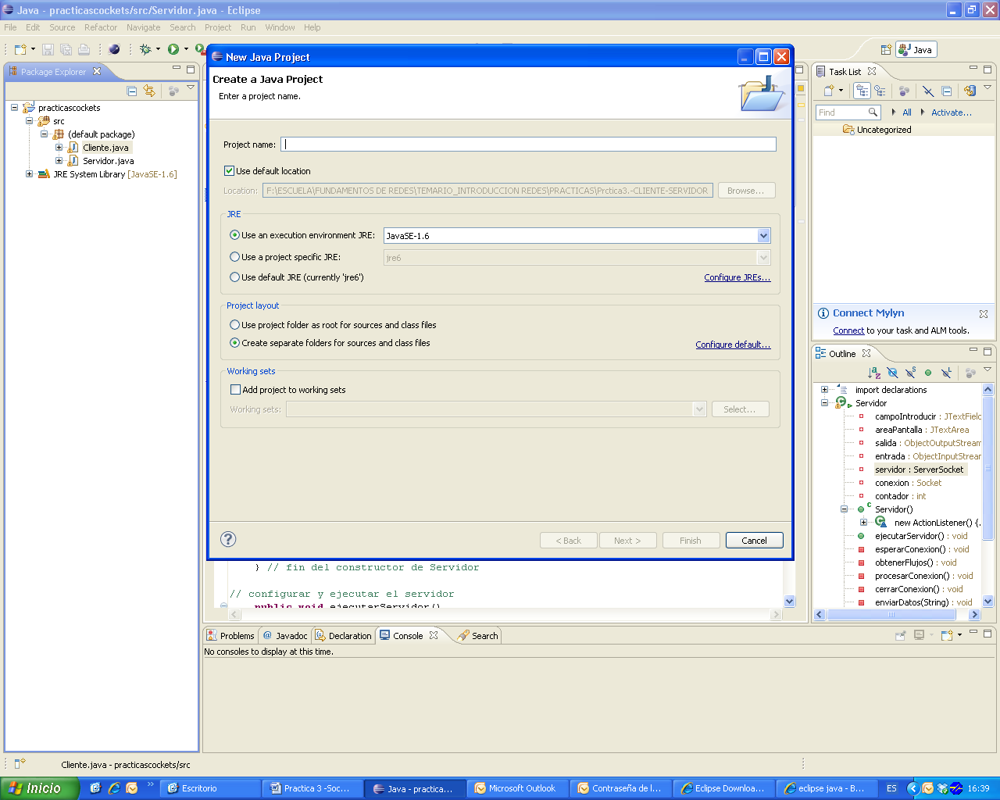 Java - practicascockets/src/Servidor.java - Eclipse
File Edit Source Refactor Navigate Search Project Run Window Help
Java
Package Explorer
practicascockets
src
(default package)
Cliente.java
Servidor.java
JRE System Library [JavaSE-1.6]
New Java Project
Create a Java Project
Enter a project name.
Project name:
Use default location
Location: F:\ESCUELA\FUNDAMENTOS DE REDES\TEMARIO_INTRODUCCION REDES\PRACTICAS\Prctica3.-CLIENTE-SERVIDOR Browse...
JRE
Use an execution environment JRE: JavaSE-1.6
Use a project specific JRE: jre6
Use default JRE (currently 'jre6') Configure JREs...
Project layout
Use project folder as root for sources and class files
Create separate folders for sources and class files Configure default...
Working sets
Add project to working sets
Working sets: Select...
? < Back Next > Finish Cancel
} // fin del constructor de Servidor
// configurar y ejecutar el servidor
public void ejecutarServidor()
Task List
Find All Activate...
Uncategorized
Connect Mylyn
Connect to your task and ALM tools.
Outline
import declarations
Servidor
campoIntroducir : JTextField
areaPantalla : JTextArea
salida : ObjectOutputStream
entrada : ObjectInputStrear
servidor : ServerSocket
conexion : Socket
contador : int
Servidor()
new ActionListener() {.
ejecutarServidor() : void
esperarConexion() : void
obtenerFlujos() : void
procesarConexion() : void
cerrarConexion() : void
enviarDatos(String) : void
Problems @ Javadoc Declaration Console Search
No consoles to display at this time.
Cliente.java - practicascockets/src
Inicio Escritorio Practica 3 -Soc... Java - practica... Microsoft Outlook Contraseña de l... Eclipse Downloa... eclipse java - B... ES 16:39